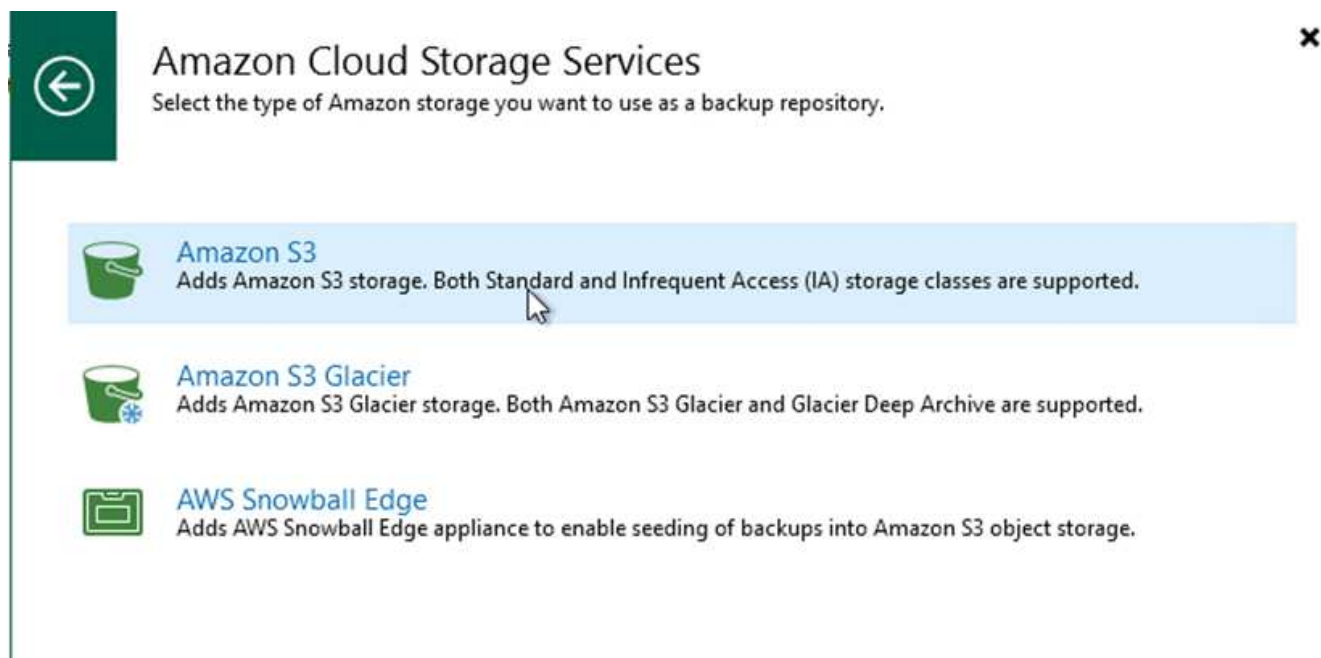 Amazon Cloud Storage Services
Select the type of Amazon storage you want to use as a backup repository.
Amazon S3
Adds Amazon S3 storage. Both Standard and Infrequent Access (IA) storage classes are supported.
Amazon S3 Glacier
Adds Amazon S3 Glacier storage. Both Amazon S3 Glacier and Glacier Deep Archive are supported.
AWS Snowball Edge
Adds AWS Snowball Edge appliance to enable seeding of backups into Amazon S3 object storage.